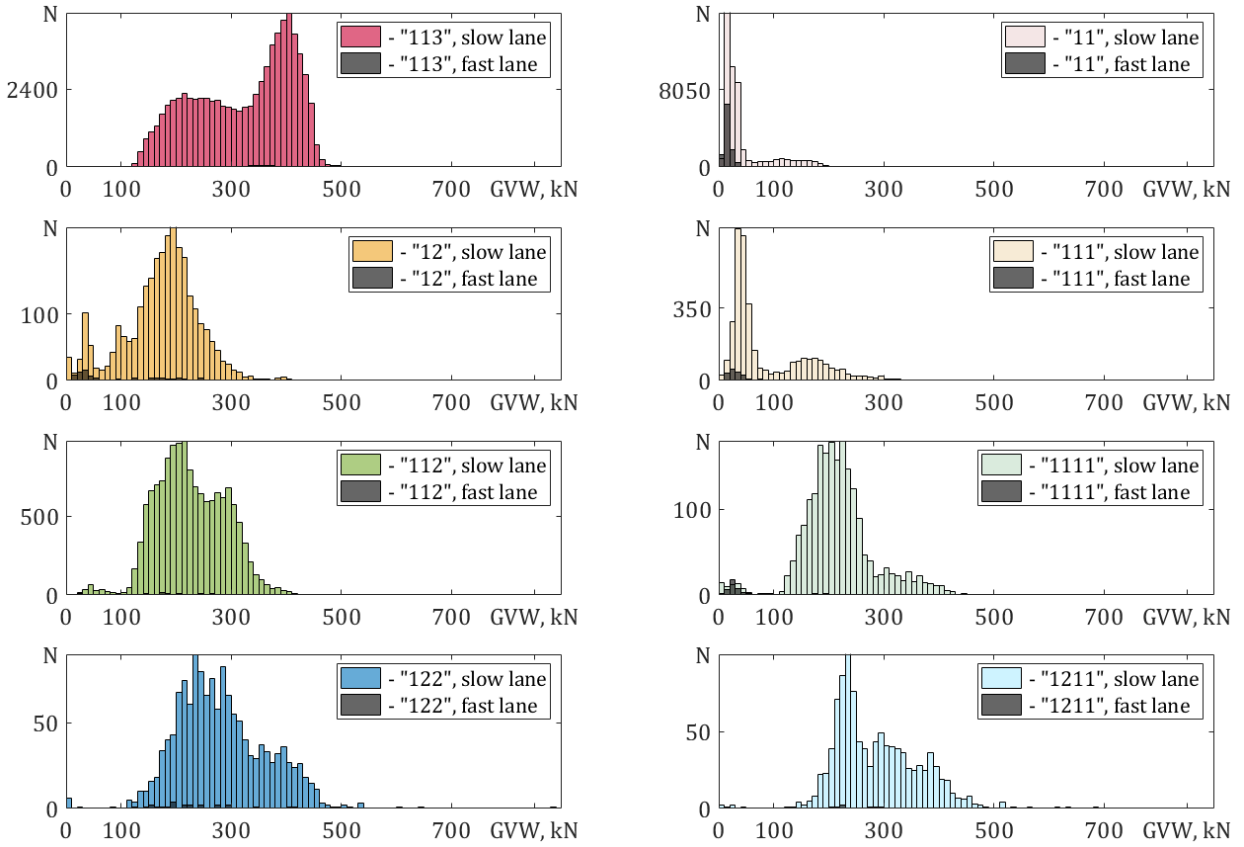 N
- "113", slow lane
- "113", fast lane
2400
0
0 100 300 500 700 GVW, kN
N
- "11", slow lane
- "11", fast lane
8050
0
0 100 300 500 700 GVW, kN
N
- "12", slow lane
- "12", fast lane
100
0
0 100 300 500 700 GVW, kN
N
- "111", slow lane
- "111", fast lane
350
0
0 100 300 500 700 GVW, kN
N
- "112", slow lane
- "112", fast lane
500
0
0 100 300 500 700 GVW, kN
N
- "1111", slow lane
- "1111", fast lane
100
0
0 100 300 500 700 GVW, kN
N
- "122", slow lane
- "122", fast lane
50
0
0 100 300 500 700 GVW, kN
N
- "1211", slow lane
- "1211", fast lane
50
0
0 100 300 500 700 GVW, kN